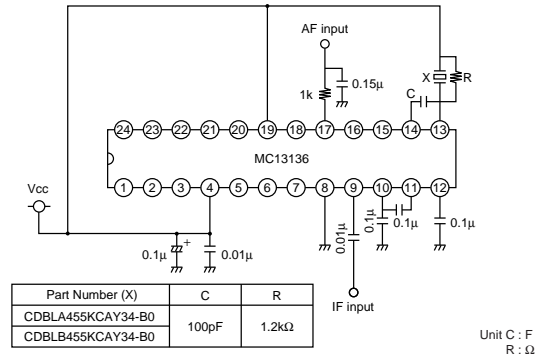 AF input
X
R
0.15μ
1k
C
24 23 22 21 20 19 18 17 16 15 14 13
MC13136
1 2 3 4 5 6 7 8 9 10 11 12
Vcc
0.1μ
+
0.01μ
0.01μ
0.1μ
0.1μ
0.1μ
IF input
Part Number (X) C R
CDBLA455KCAY34-B0 100pF 1.2kΩ
CDBLB455KCAY34-B0
Unit C : F
R : Ω